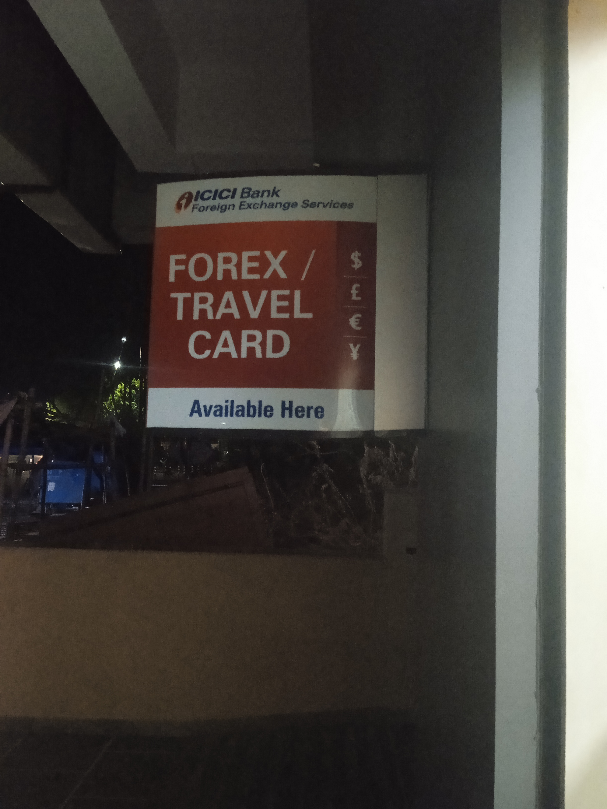 ICICI Bank
Foreign Exchange Services
FOREX /
TRAVEL
CARD
$
£
€
¥
Available Here